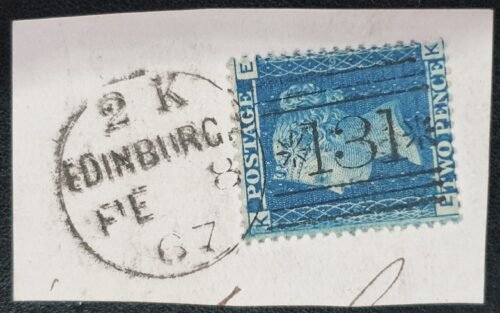 2 K
EDINBURG
8
FE
67
E K
POSTAGE
131
TWO PENCE
E